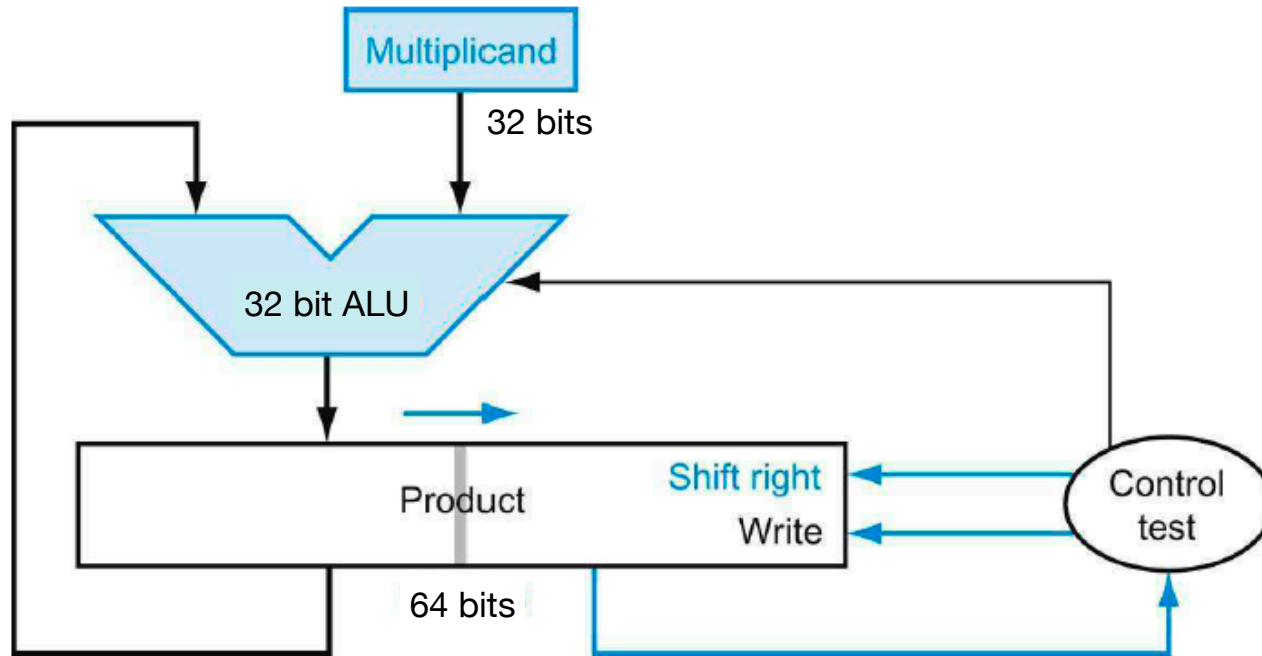 Multiplicand
32 bits
32 bit ALU
Shift right
Product
Write
Control
test
64 bits